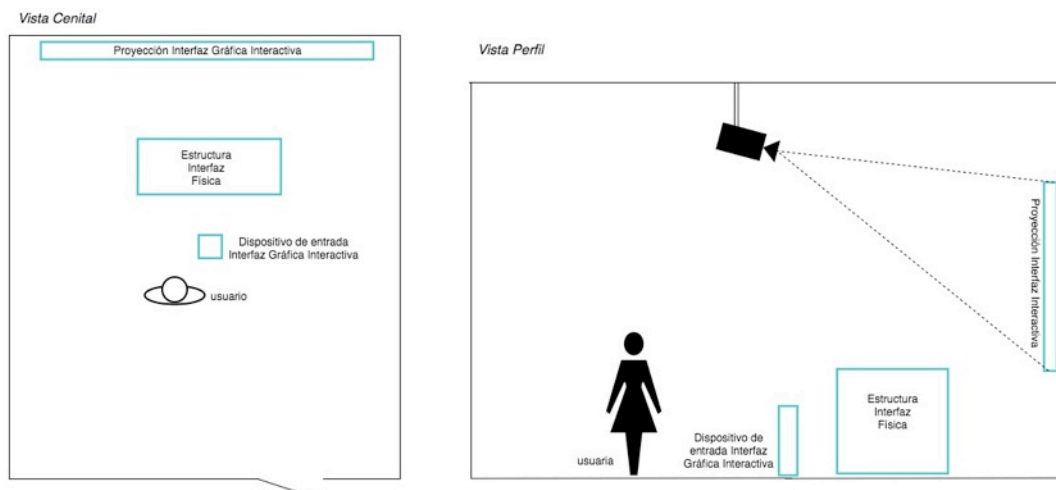 Vista Cenital
Proyección Interfaz Gráfica Interactiva
Estructura
Interfaz
Física
Dispositivo de entrada
Interfaz Gráfica Interactiva
usuario
Vista Perfil
Proyección Interfaz Interactiva
Estructura
Interfaz
Física
Dispositivo de
entrada Interfaz
Gráfica Interactiva
usuaria